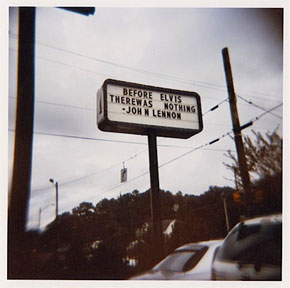 BEFORE ELVIS
THEREWAS NOTHING
-JOHN LENNON